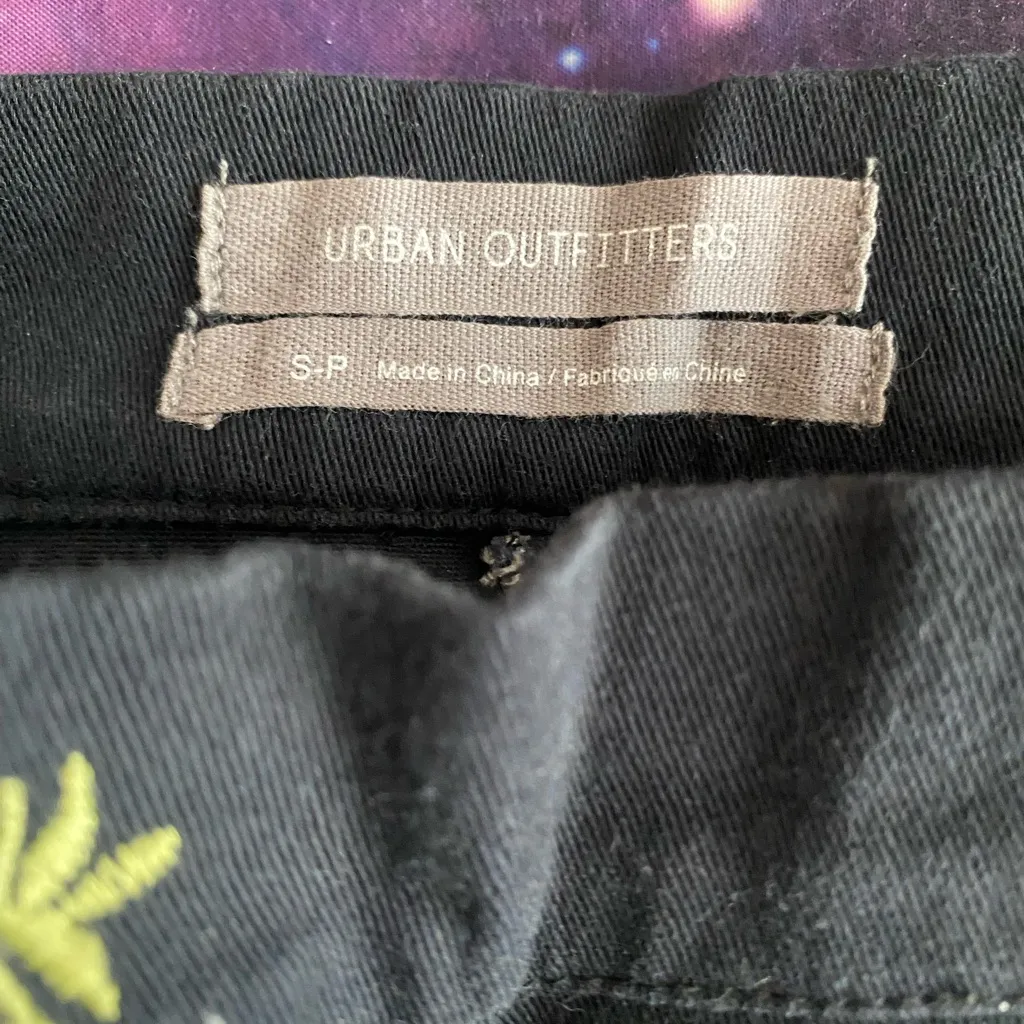 URBAN OUTFITTERS
S-P Made in China / Fabriqué en Chine